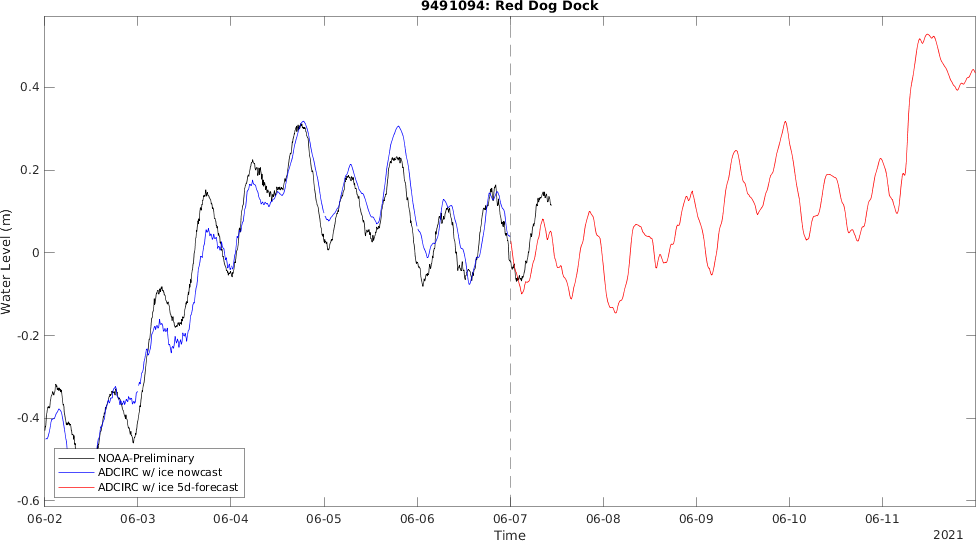 9491094: Red Dog Dock
Water Level (m)
0.4
0.2
0
-0.2
-0.4
-0.6
NOAA-Preliminary
ADCIRC w/ ice nowcast
ADCIRC w/ ice 5d-forecast
06-02 06-03 06-04 06-05 06-06 06-07 06-08 06-09 06-10 06-11
Time
2021